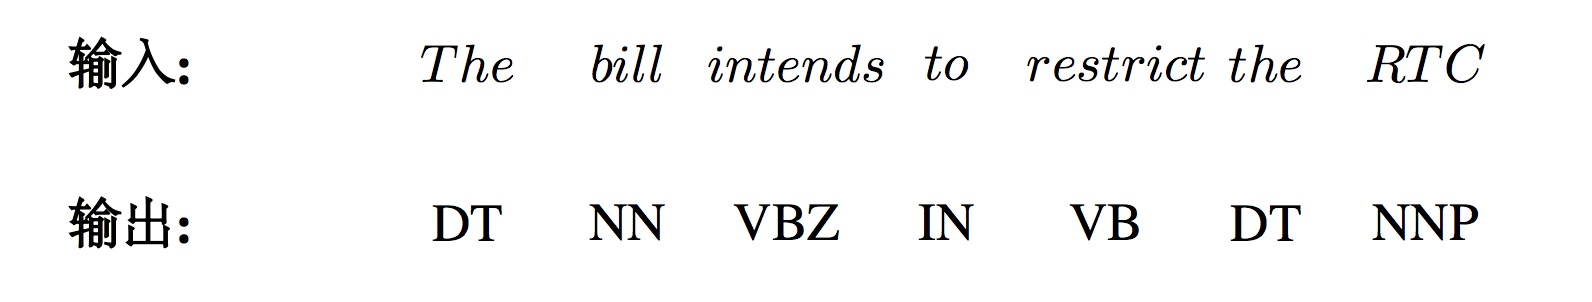 输入: The bill intends to restrict the RTC
输出: DT NN VBZ IN VB DT NNP